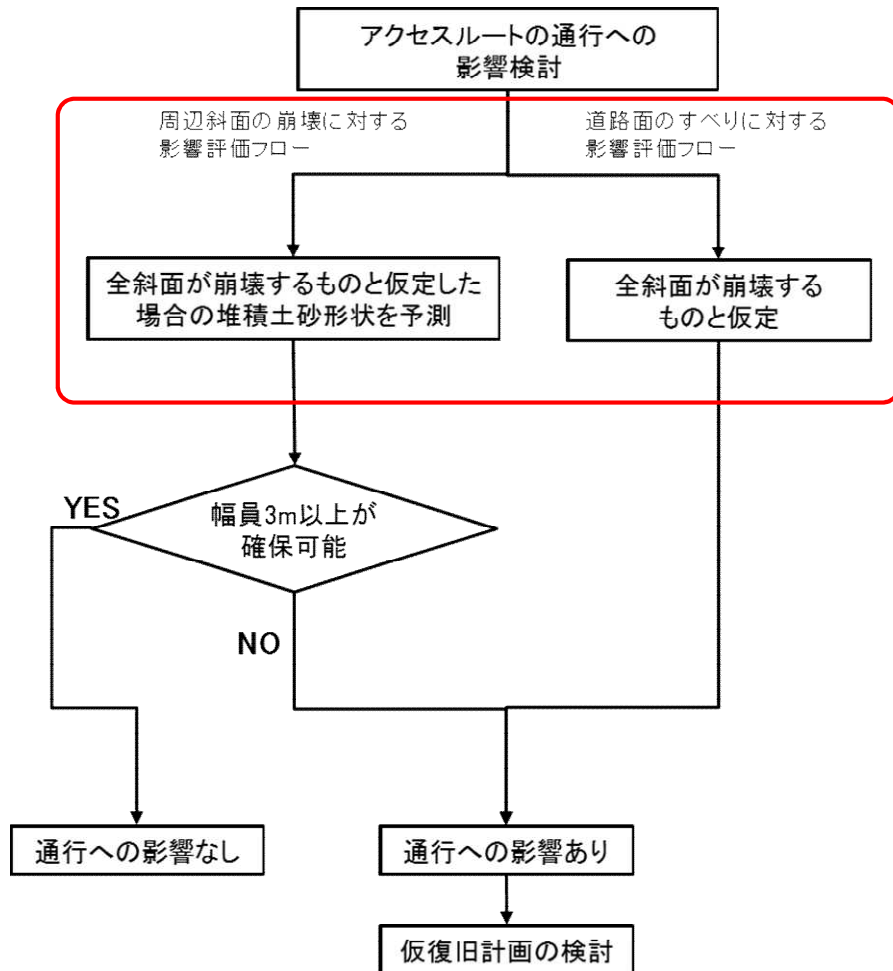 アクセスルートの通行への
影響検討
周辺斜面の崩壊に対する
影響評価フロー
道路面のすべりに対する
影響評価フロー
全斜面が崩壊するものと仮定した
場合の堆積土砂形状を予測
全斜面が崩壊する
ものと仮定
YES
幅員3m以上が
確保可能
NO
通行への影響なし
通行への影響あり
仮復旧計画の検討